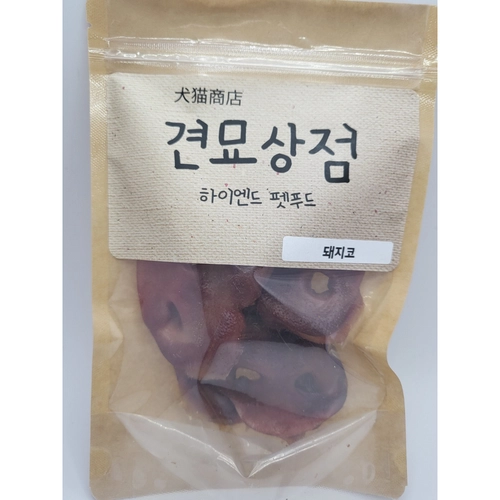 犬猫商店
견묘상점
하이엔드 펫푸드
돼지코